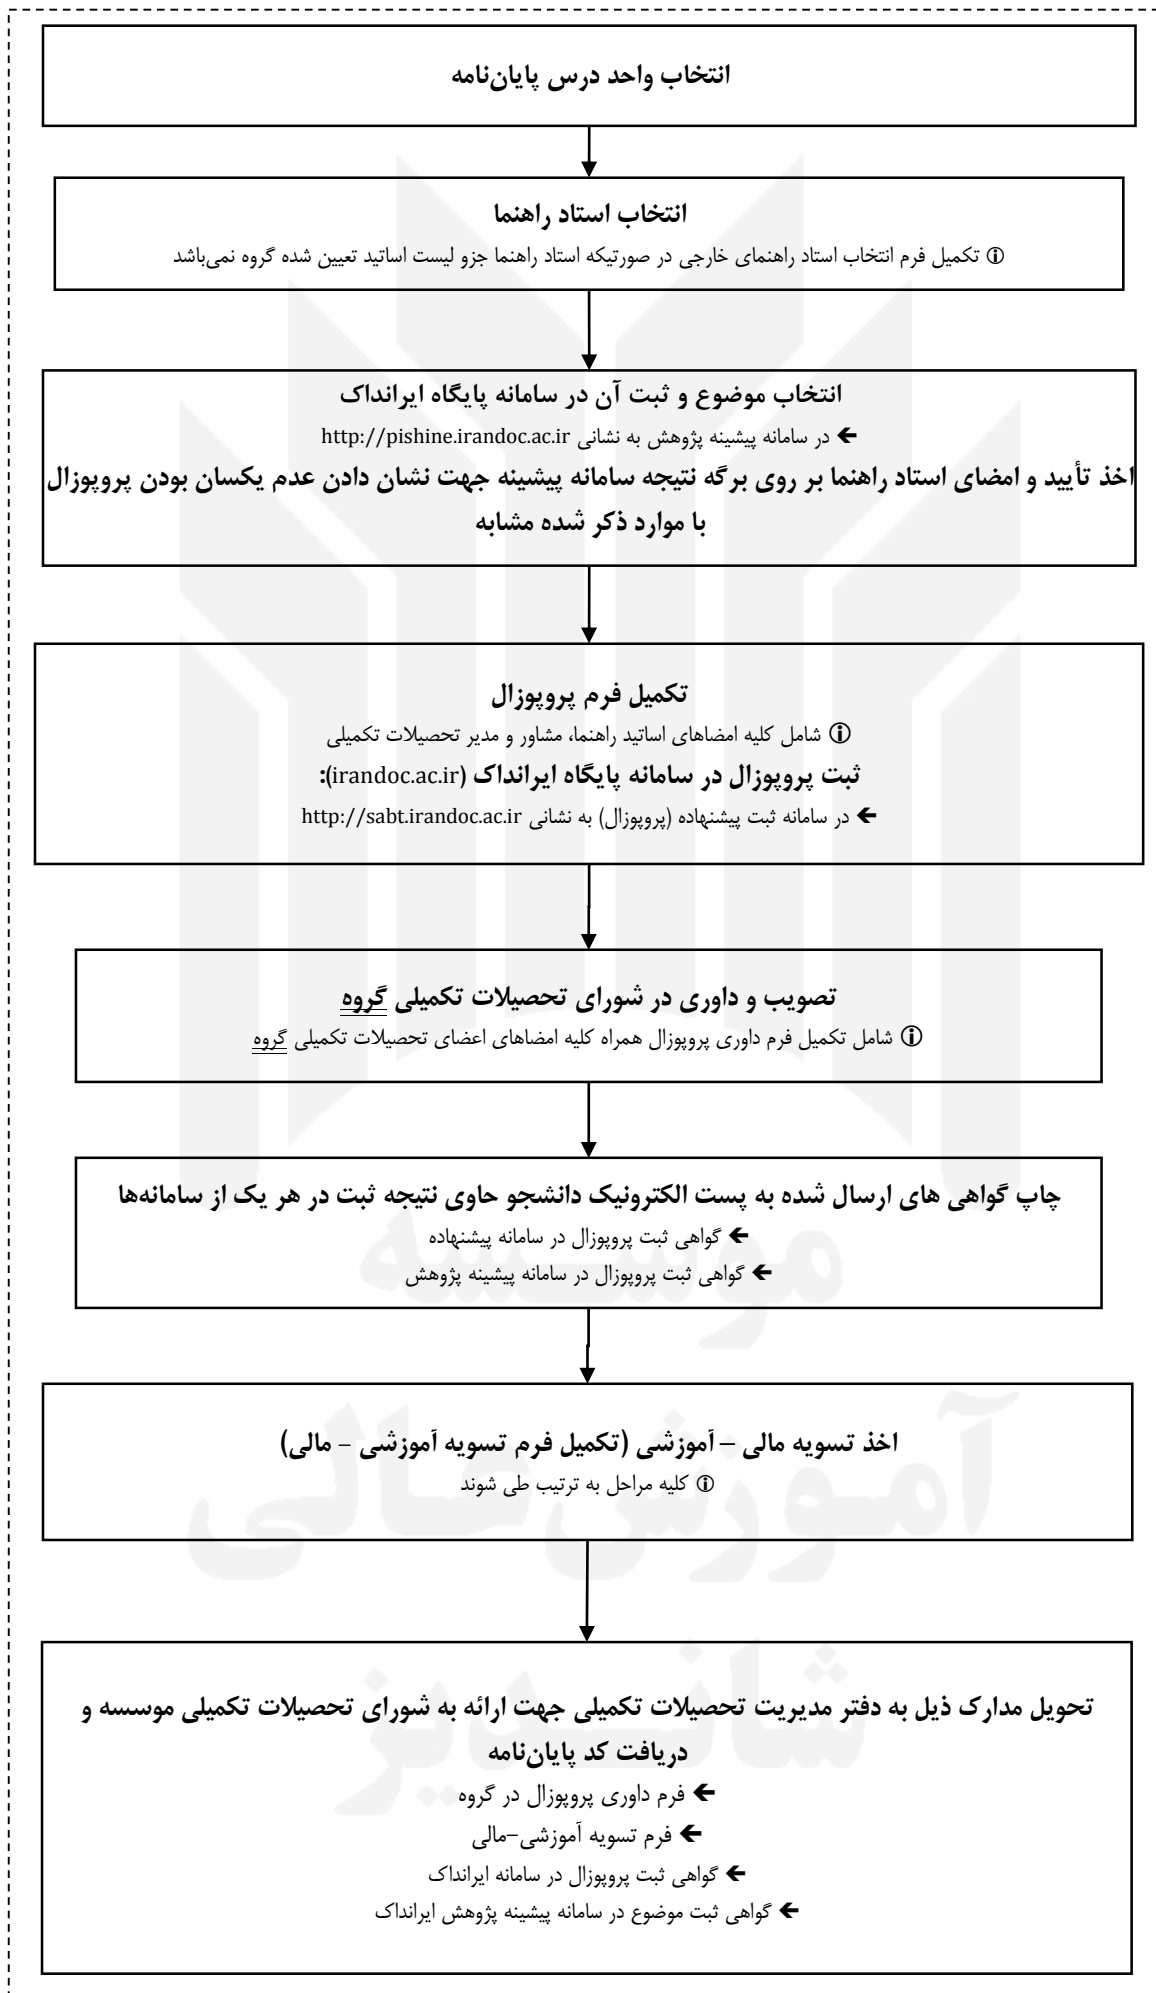 انتخاب واحد درس پایان‌نامه
انتخاب استاد راهنما
🛈 تکمیل فرم انتخاب استاد راهنمای خارجی در صورتیکه استاد راهنما جزو لیست اساتید تعیین شده گروه نمی‌باشد
انتخاب موضوع و ثبت آن در سامانه پایگاه ایرانداک
🡸 در سامانه پیشینه پژوهش به نشانی http://pishine.irandoc.ac.ir
اخذ تأیید و امضای استاد راهنما بر روی برگه نتیجه سامانه پیشینه جهت نشان دادن عدم یکسان بودن پروپوزال
با موارد ذکر شده مشابه
تکمیل فرم پروپوزال
🛈 شامل کلیه امضاهای اساتید راهنما، مشاور و مدیر تحصیلات تکمیلی
ثبت پروپوزال در سامانه پایگاه ایرانداک (irandoc.ac.ir):
🡸 در سامانه ثبت پیشنهاده (پروپوزال) به نشانی http://sabt.irandoc.ac.ir
تصویب و داوری در شورای تحصیلات تکمیلی گروه
🛈 شامل تکمیل فرم داوری پروپوزال همراه کلیه امضاهای اعضای تحصیلات تکمیلی گروه
چاپ گواهی های ارسال شده به پست الکترونیک دانشجو حاوی نتیجه ثبت در هر یک از سامانه‌ها
🡸 گواهی ثبت پروپوزال در سامانه پیشنهاده
🡸 گواهی ثبت پروپوزال در سامانه پیشینه پژوهش
موسسه
اخذ تسویه مالی – آموزشی (تکمیل فرم تسویه آموزشی – مالی)
🛈 کلیه مراحل به ترتیب طی شوند
آموزش عالی
شاندیز
تحویل مدارک ذیل به دفتر مدیریت تحصیلات تکمیلی جهت ارائه به شورای تحصیلات تکمیلی موسسه و
دریافت کد پایان‌نامه
🡸 فرم داوری پروپوزال در گروه
🡸 فرم تسویه آموزشی–مالی
🡸 گواهی ثبت پروپوزال در سامانه ایرانداک
🡸 گواهی ثبت موضوع در سامانه پیشینه پژوهش ایرانداک